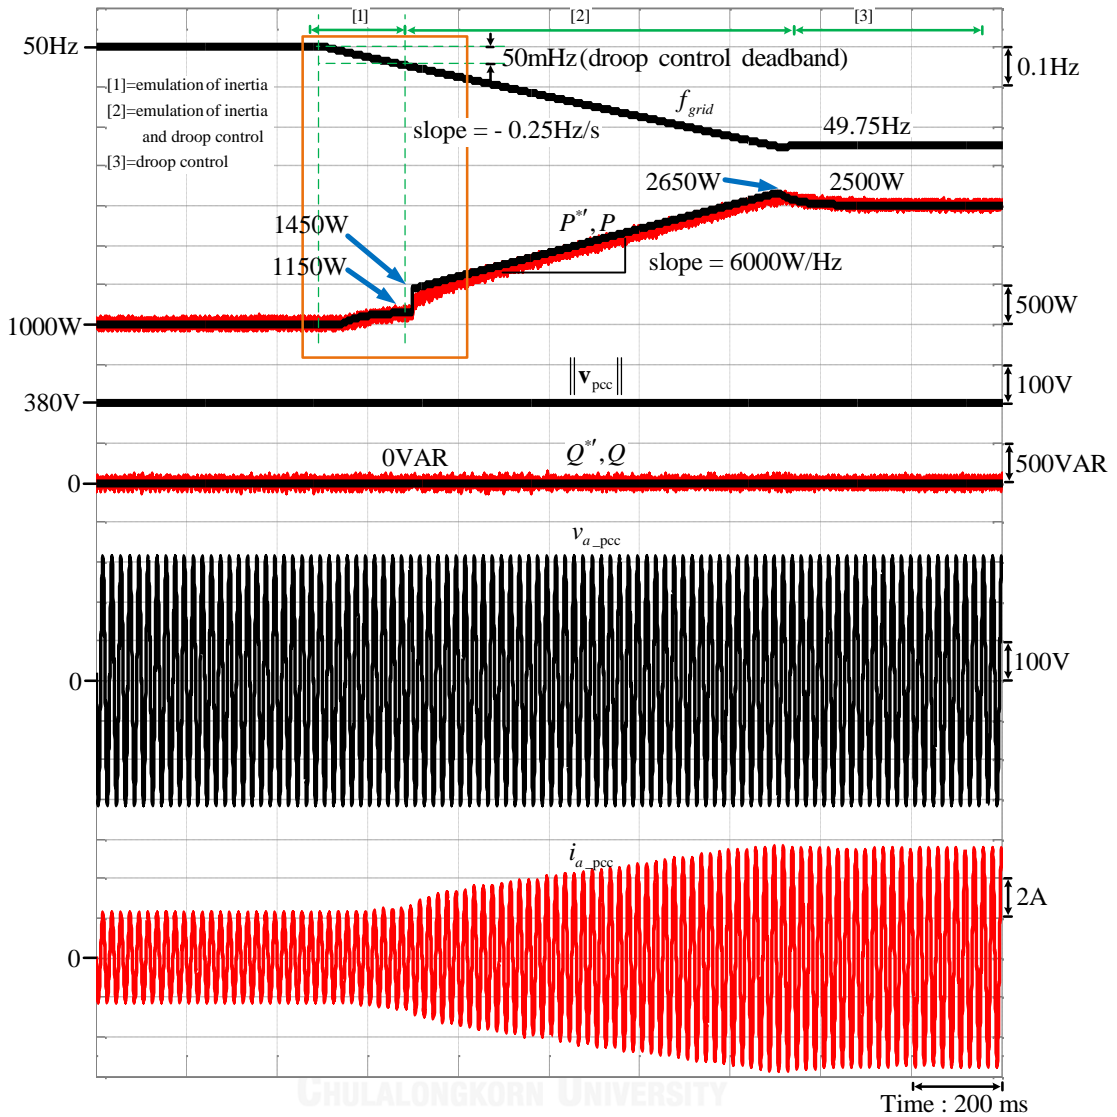 [1]
[2]
[3]
50Hz
50mHz (droop control deadband)
0.1Hz
[1]=emulation of inertia
[2]=emulation of inertia
and droop control
[3]=droop control
f_grid
slope = - 0.25Hz/s
49.75Hz
2650W
2500W
1450W
P*′, P
1150W
slope = 6000W/Hz
500W
1000W
‖v_pcc‖
100V
380V
0VAR
Q*′, Q
500VAR
0
v_a_pcc
100V
0
i_a_pcc
2A
0
CHULALONGKORN UNIVERSITY
Time : 200 ms